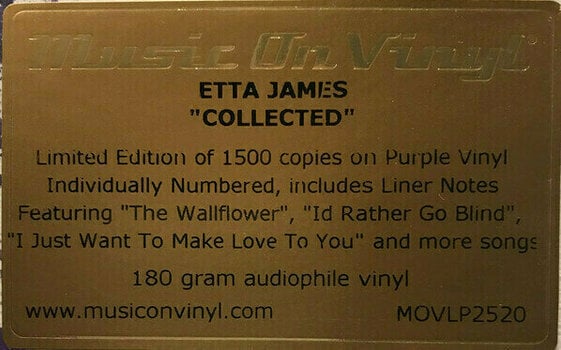 Music On Vinyl®
ETTA JAMES
"COLLECTED"
Limited Edition of 1500 copies on Purple Vinyl
Individually Numbered, includes Liner Notes
Featuring "The Wallflower", "Id Rather Go Blind",
"I Just Want To Make Love To You" and more songs
180 gram audiophile vinyl
www.musiconvinyl.com
MOVLP2520